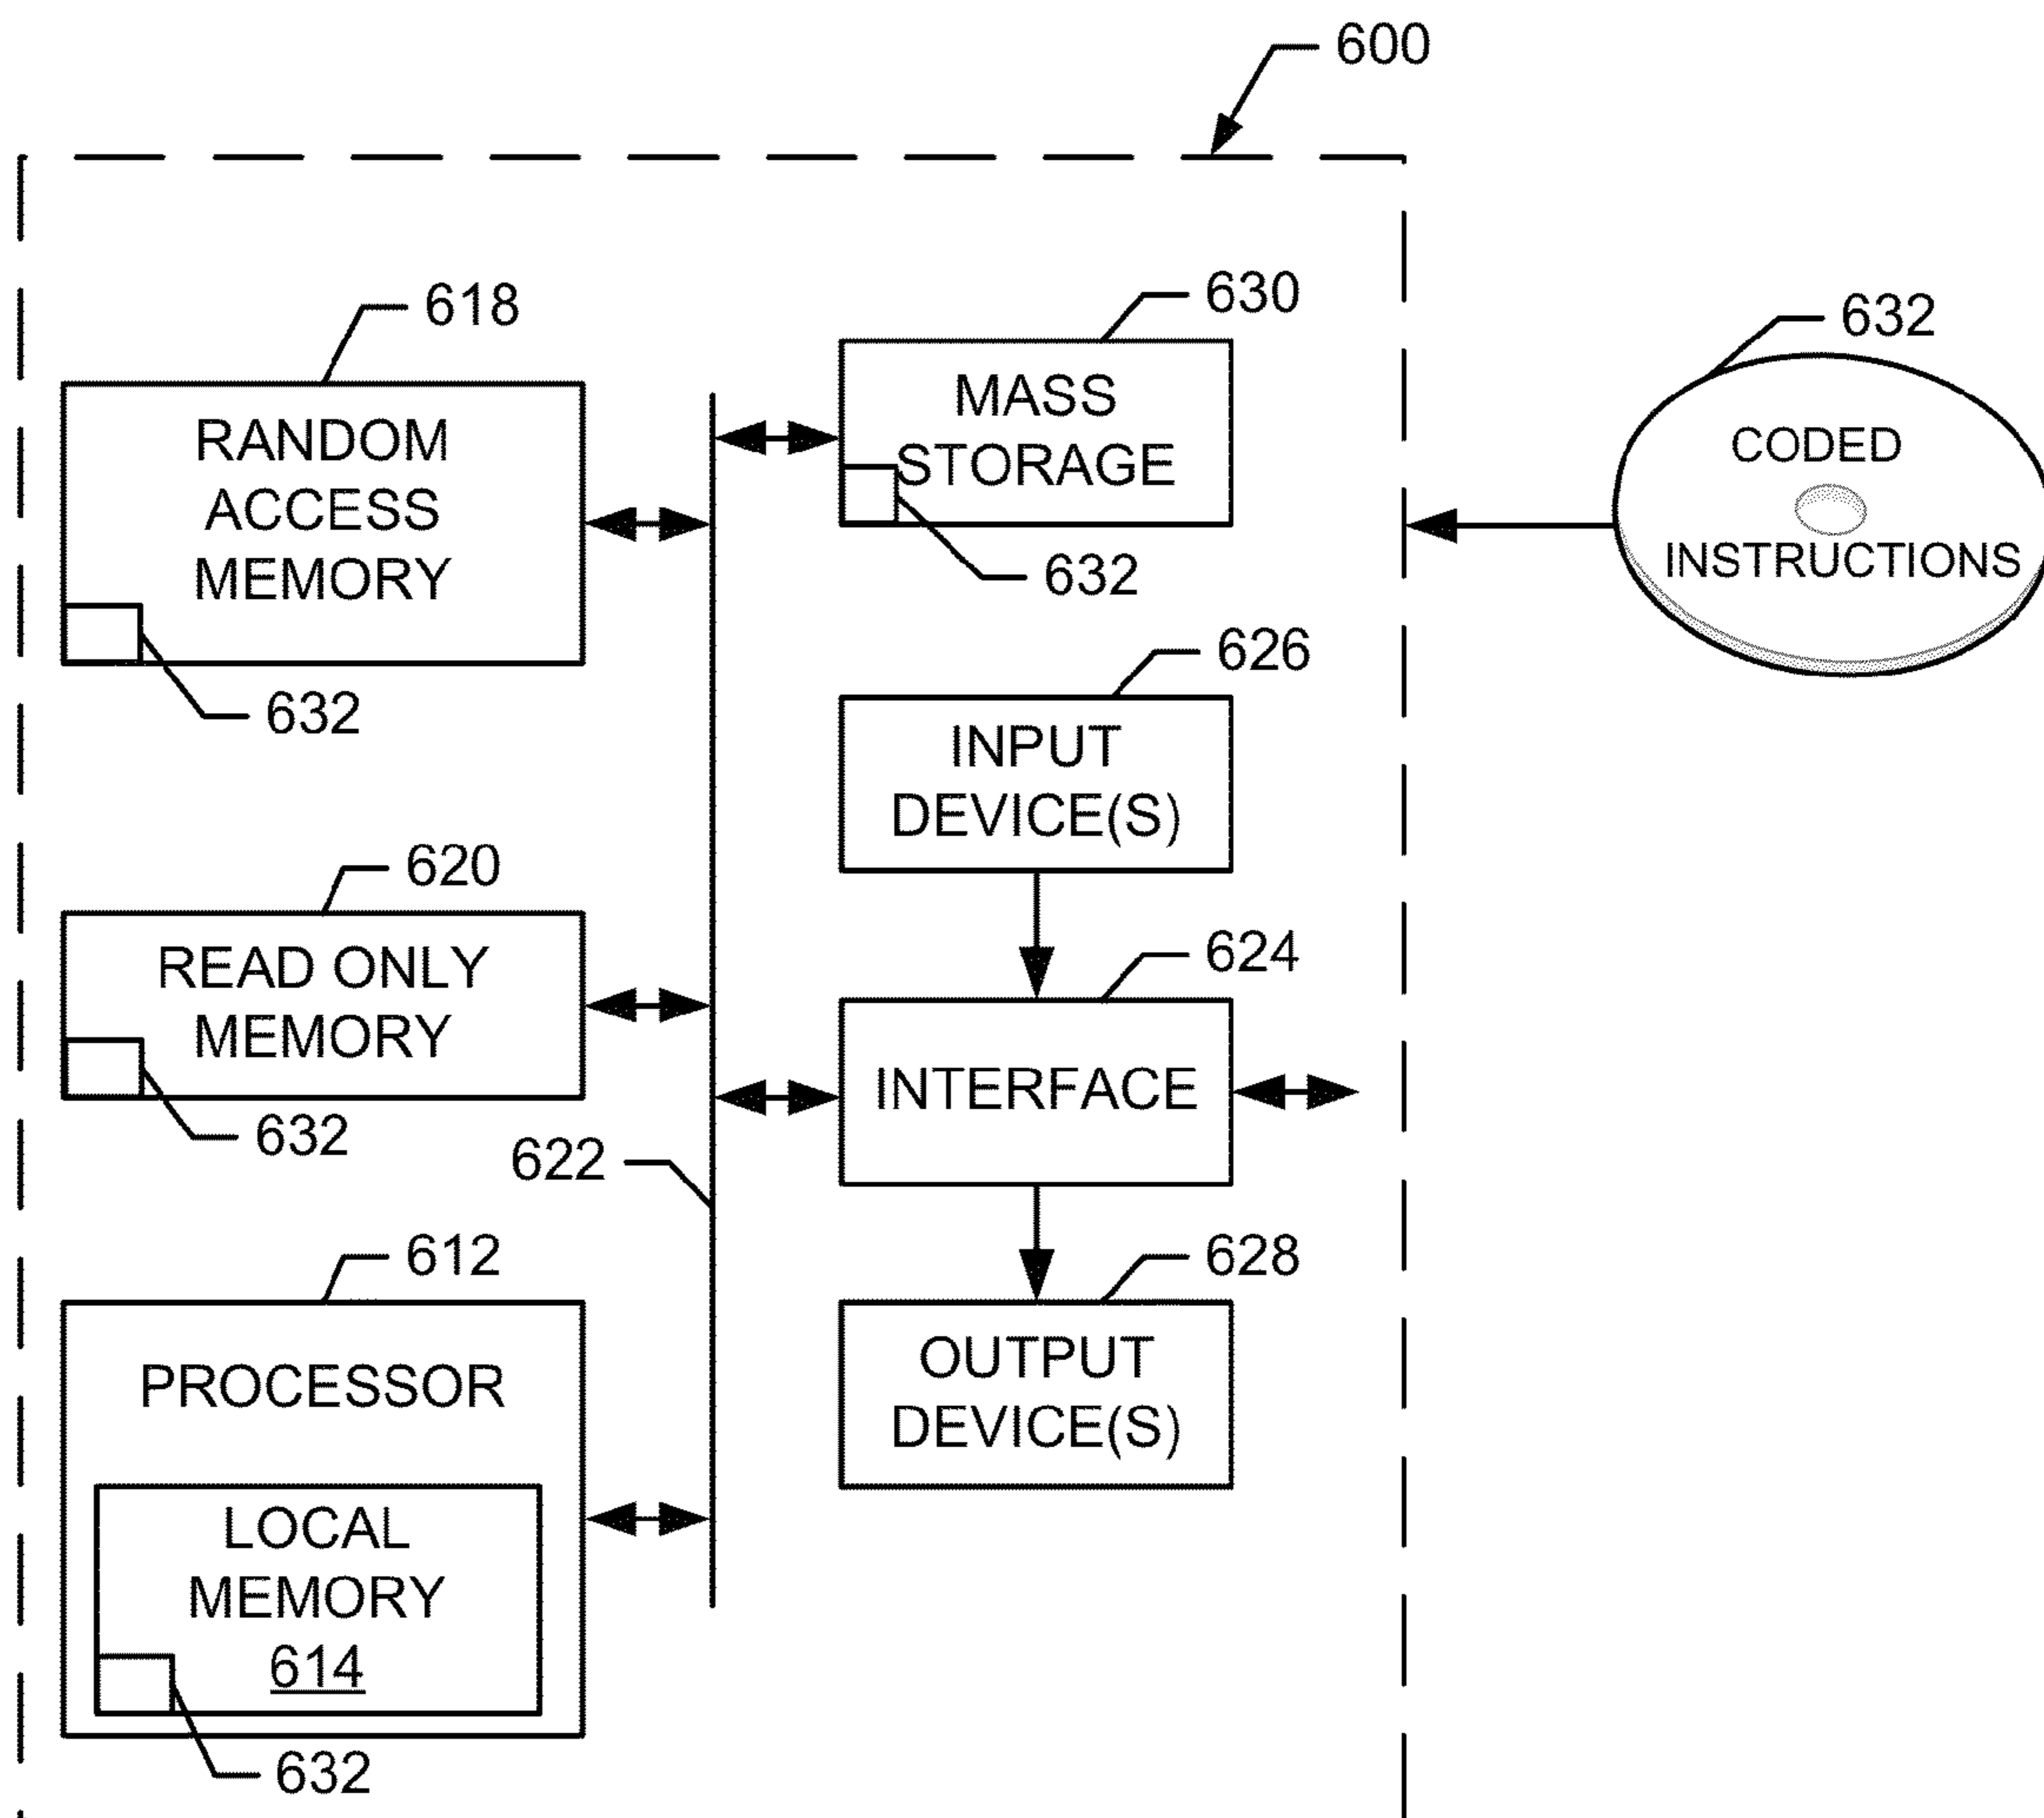 600
618
RANDOM
ACCESS
MEMORY
632
630
MASS
STORAGE
632
632
CODED
INSTRUCTIONS
626
INPUT
DEVICE(S)
620
READ ONLY
MEMORY
632
624
INTERFACE
622
612
PROCESSOR
LOCAL
MEMORY
614
632
628
OUTPUT
DEVICE(S)